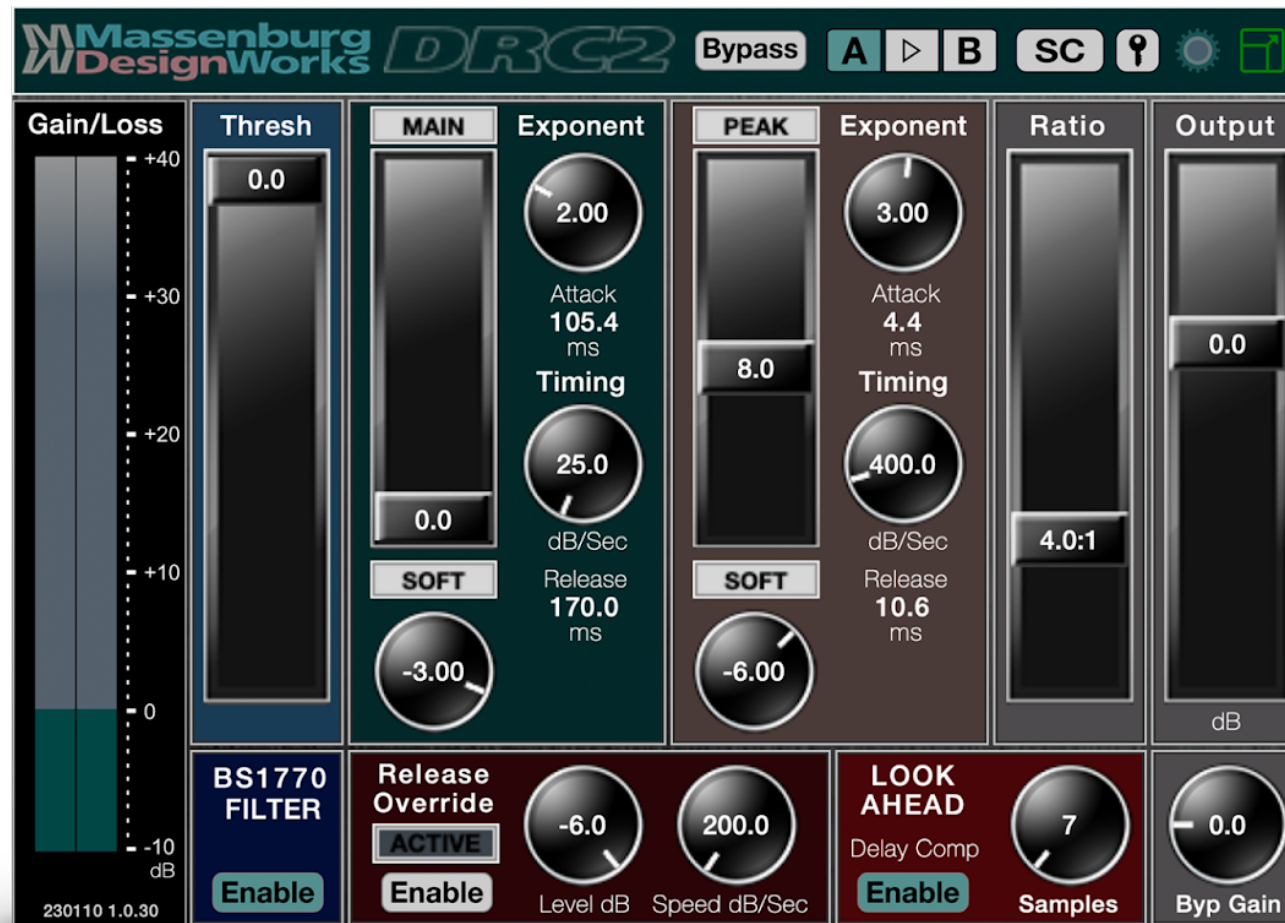 Massenburg
DesignWorks
DRC2
Bypass
A
B
SC
Gain/Loss
+40
+30
+20
+10
0
-10
dB
230110 1.0.30
Thresh
0.0
MAIN
0.0
SOFT
-3.00
Exponent
2.00
Attack
105.4
ms
Timing
25.0
dB/Sec
Release
170.0
ms
PEAK
8.0
SOFT
-6.00
Exponent
3.00
Attack
4.4
ms
Timing
400.0
dB/Sec
Release
10.6
ms
Ratio
4.0:1
Output
0.0
dB
BS1770
FILTER
Enable
Release
Override
ACTIVE
Enable
-6.0
Level dB
200.0
Speed dB/Sec
LOOK
AHEAD
Delay Comp
Enable
7
Samples
0.0
Byp Gain